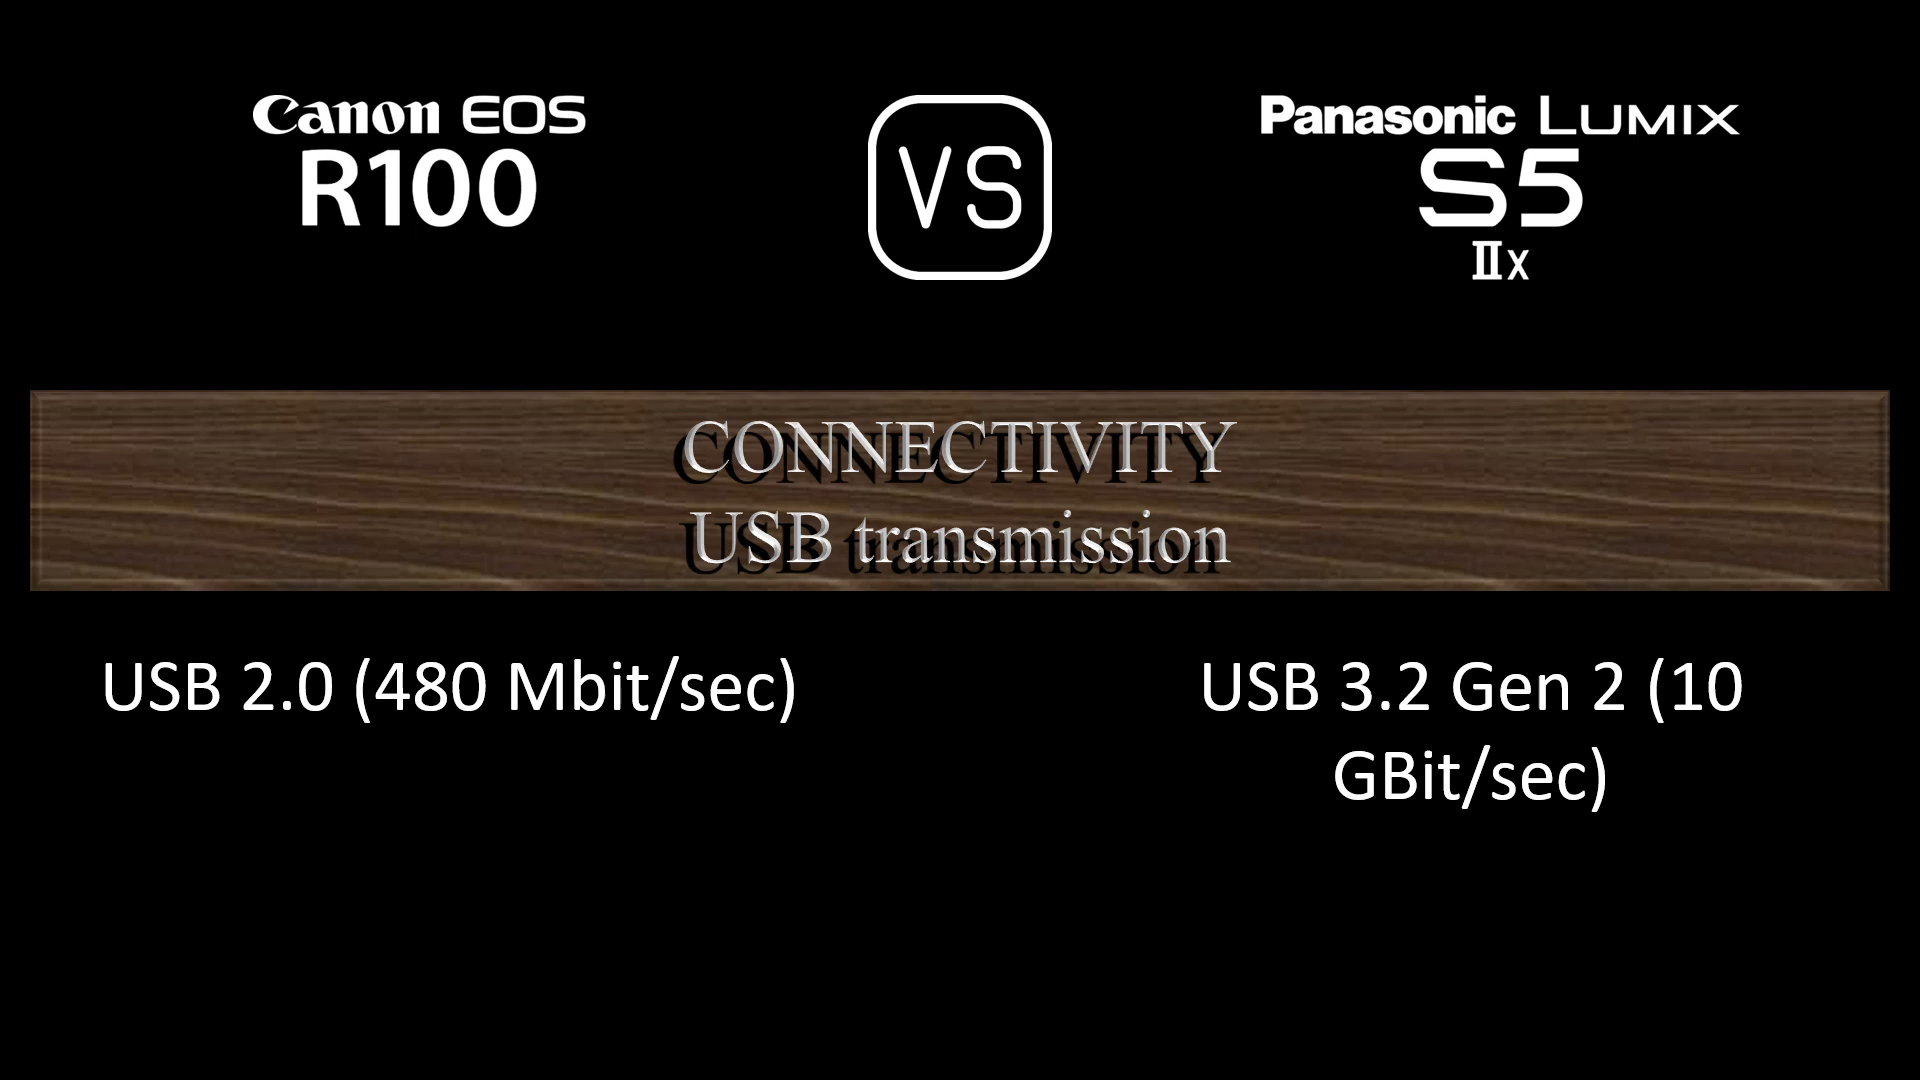 Canon EOS
R100
VS
Panasonic LUMIX
S5
IIx
CONNECTIVITY
USB transmission
USB 2.0 (480 Mbit/sec)
USB 3.2 Gen 2 (10
GBit/sec)